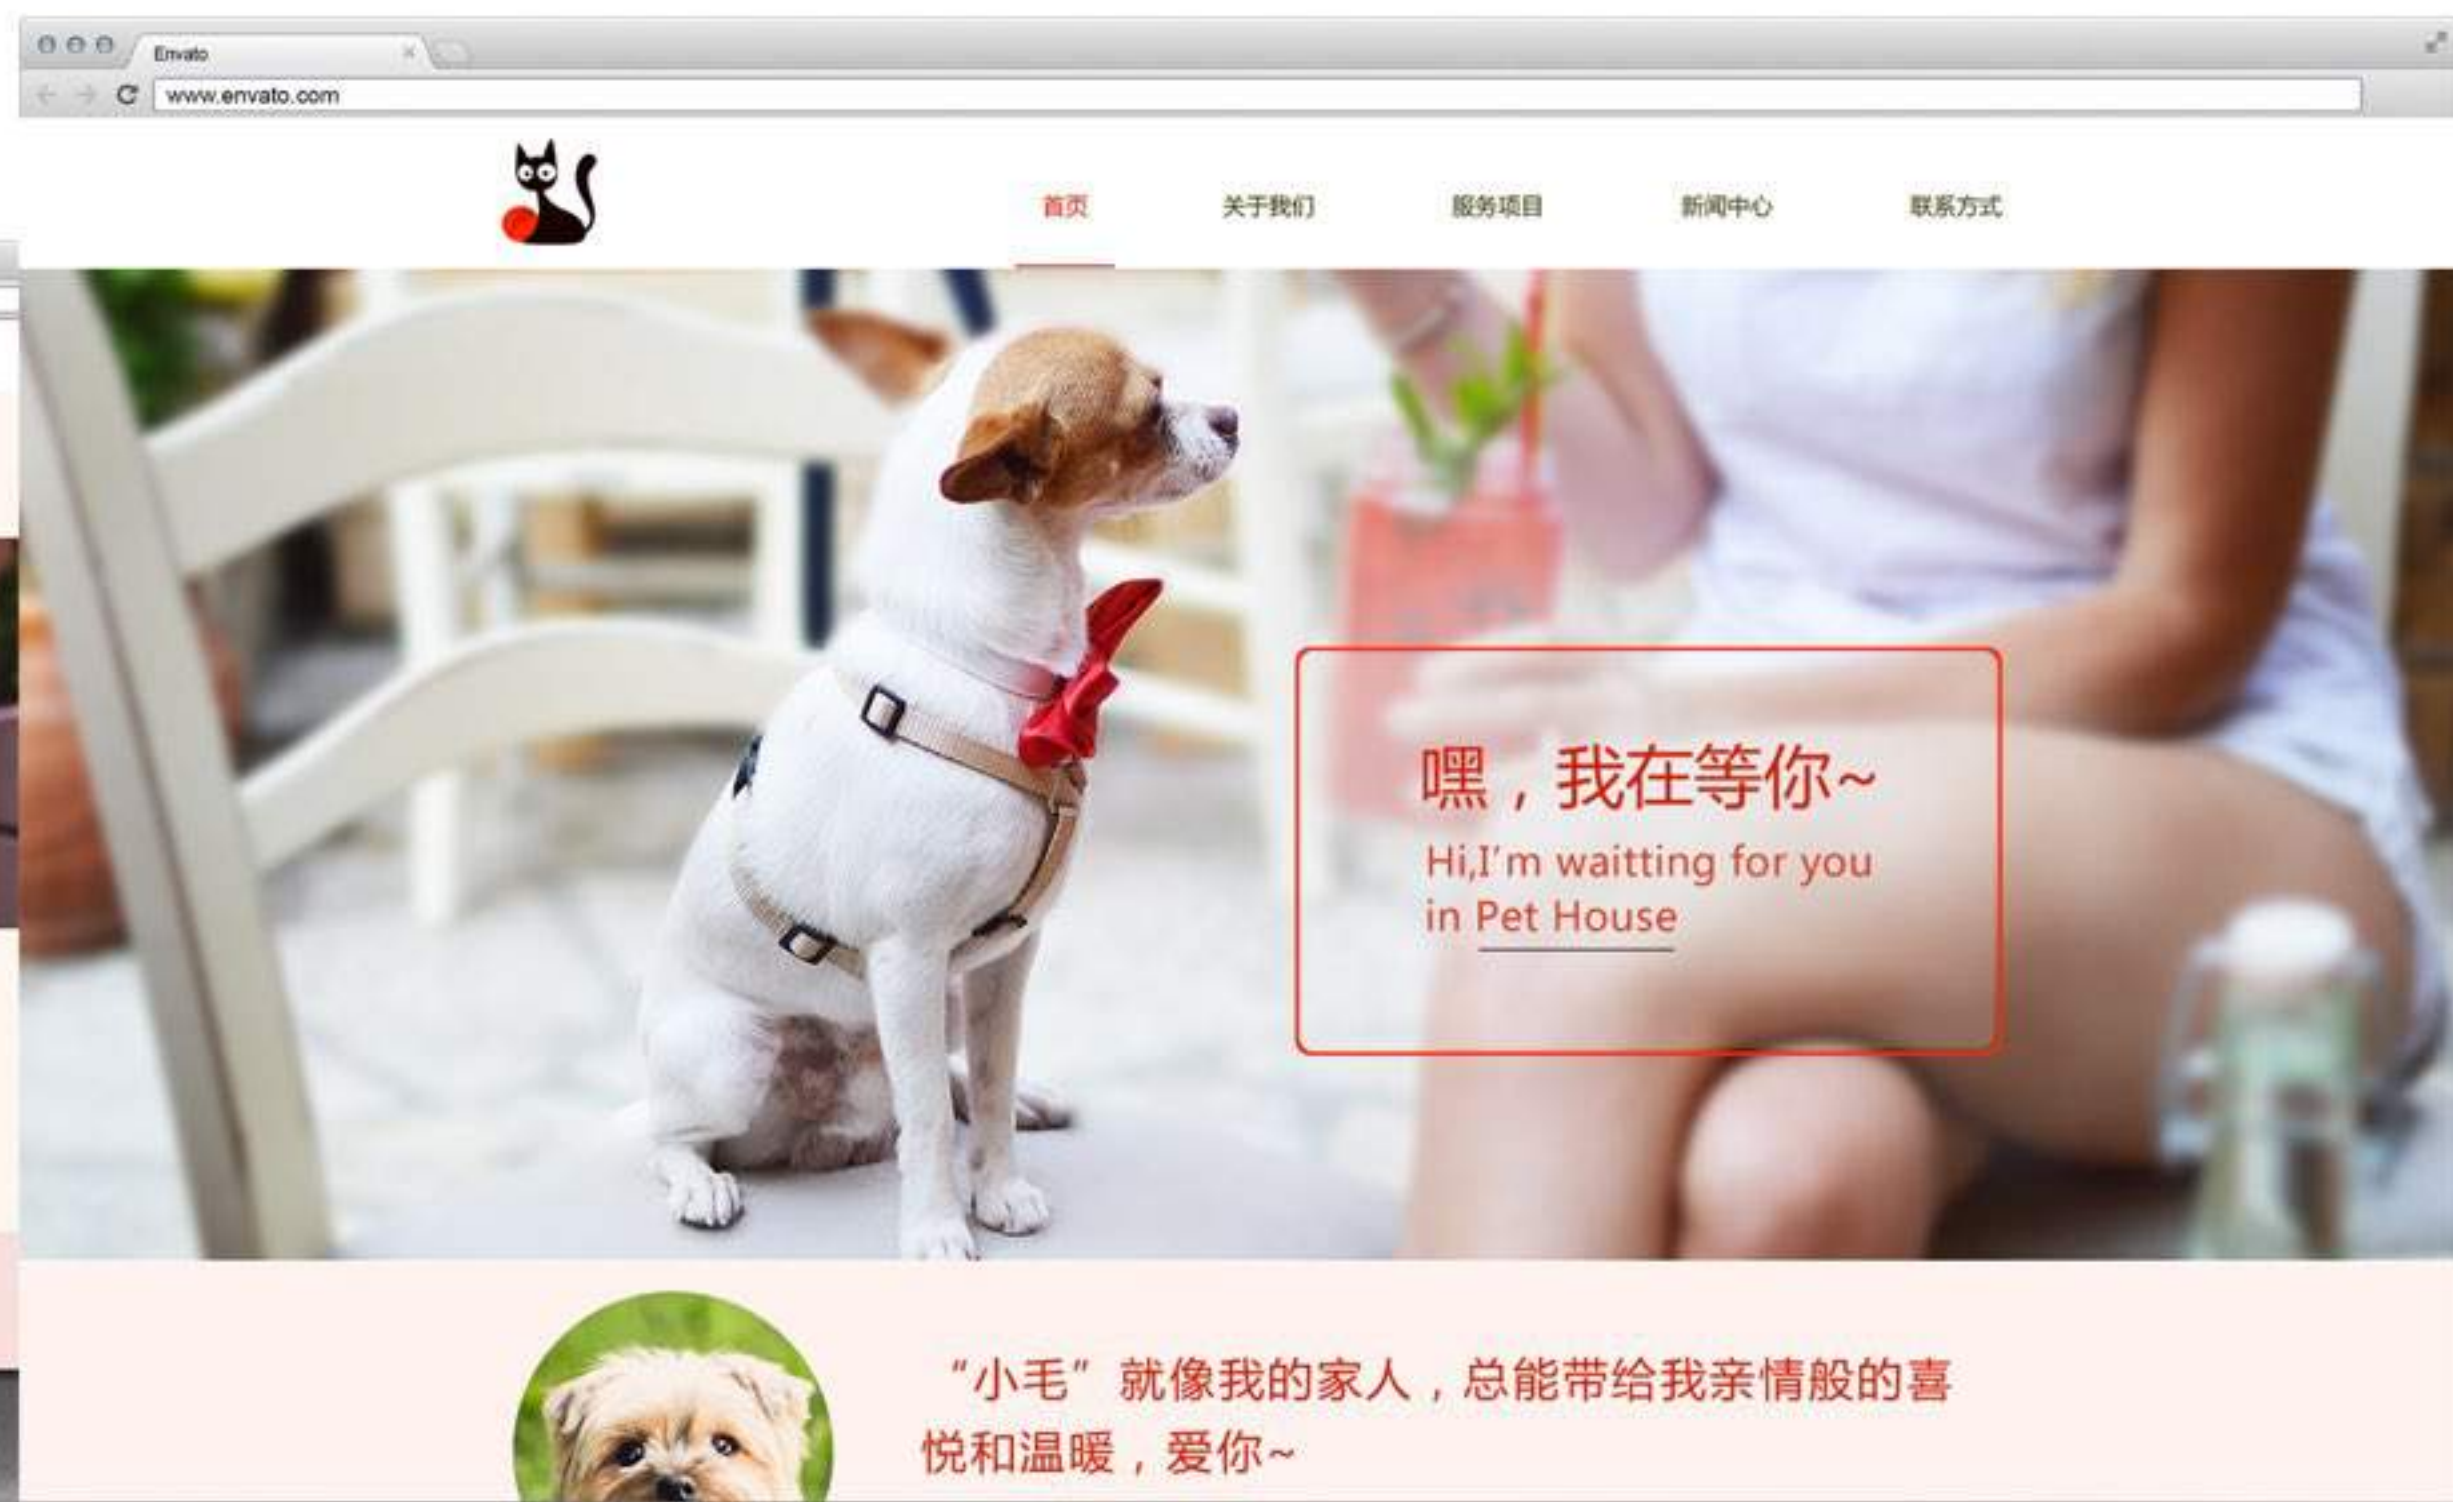 Envato
www.envato.com
首页 关于我们 服务项目 新闻中心 联系方式
嘿，我在等你~
Hi,I'm waitting for you
in Pet House
“小毛”就像我的家人，总能带给我亲情般的喜
悦和温暖，爱你~